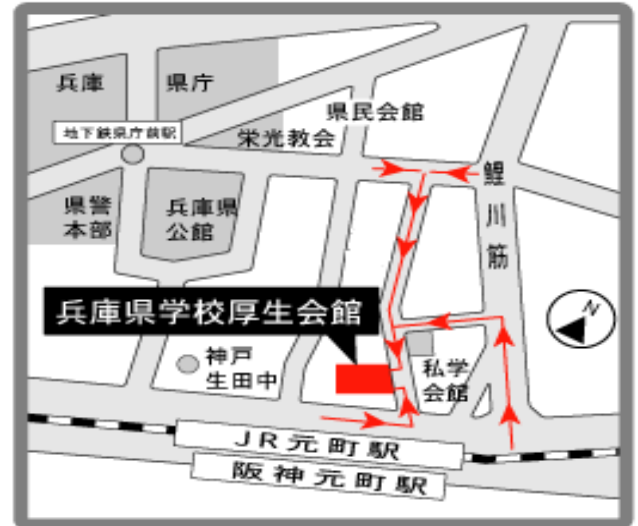 兵庫
県庁
県民会館
地下鉄県庁前駅
栄光教会
鯉川筋
県警
本部
兵庫県
公館
兵庫県学校厚生会館
N
神戸
生田中
私学
会館
JR元町駅
阪神元町駅